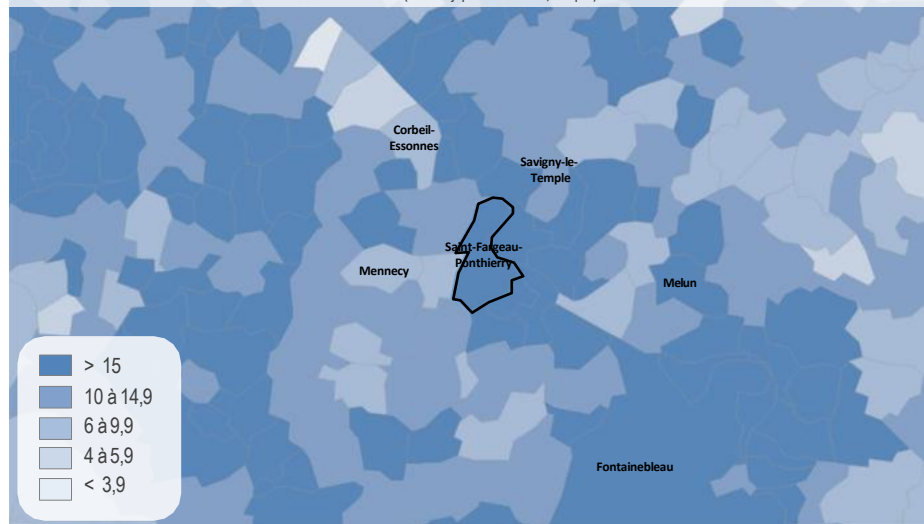 Corbeil-
Essonnes
Savigny-le-
Temple
Saint-Fargeau-
Ponthierry
Mennecy
Melun
> 15
10 à 14,9
6 à 9,9
4 à 5,9
< 3,9
Fontainebleau